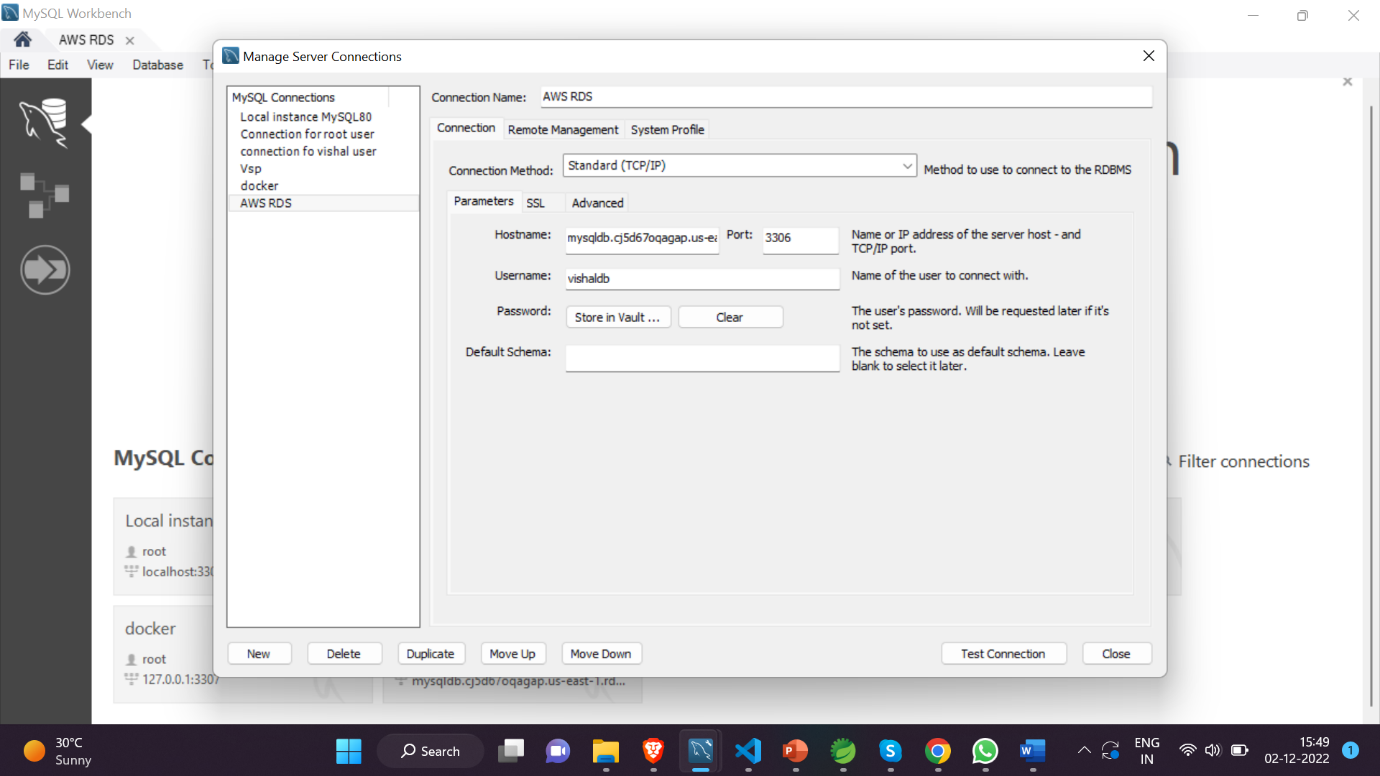 MySQL Workbench
AWS RDS
File Edit View Database
Manage Server Connections
MySQL Connections
Local instance MySQL80
Connection for root user
connection fo vishal user
Vsp
docker
AWS RDS
Connection Name: AWS RDS
Connection Remote Management System Profile
Connection Method: Standard (TCP/IP) Method to use to connect to the RDBMS
Parameters SSL Advanced
Hostname: mysqldb.cj5d67oqagap.us-ea Port: 3306 Name or IP address of the server host - and
TCP/IP port.
Username: vishaldb Name of the user to connect with.
Password: Store in Vault ... Clear The user's password. Will be requested later if it's
not set.
Default Schema: The schema to use as default schema. Leave
blank to select it later.
MySQL Co
Filter connections
Local instan
root
localhost:330
docker
root
127.0.0.1:3307
mysqldb.cj5d67oqagap.us-east-1.rd...
New Delete Duplicate Move Up Move Down Test Connection Close
30°C
Sunny
Search
ENG
IN
15:49
02-12-2022
1